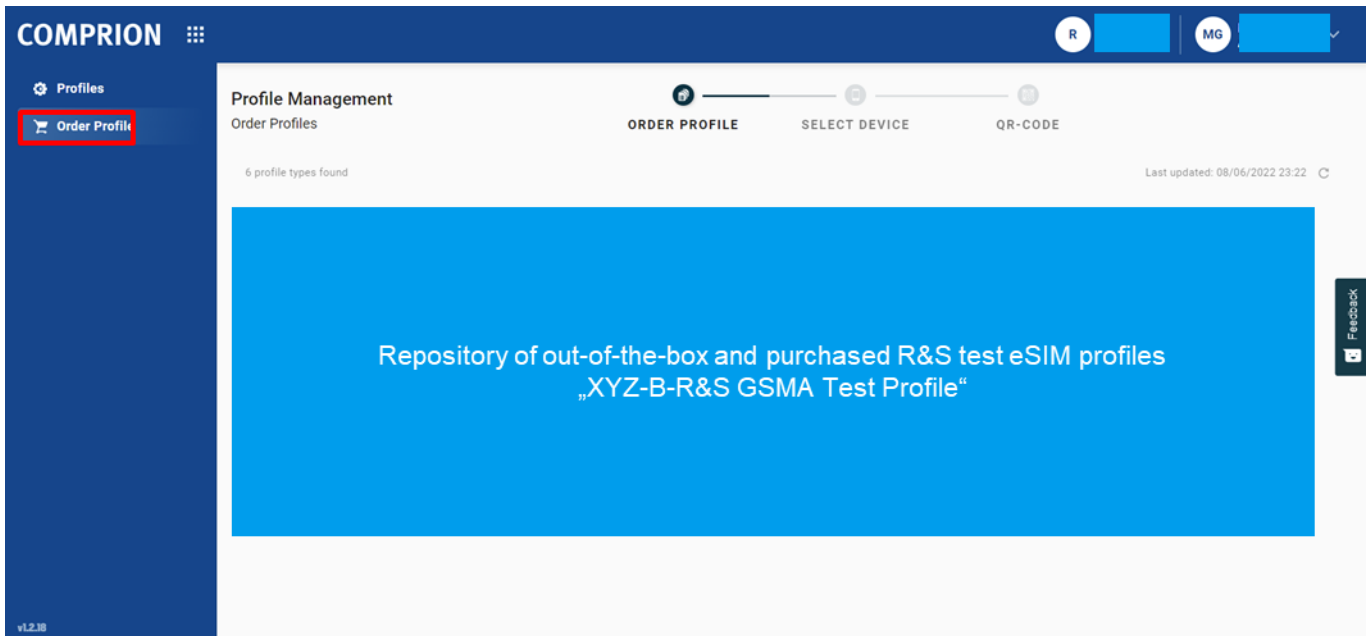 COMPRION
R
MG
Profiles
Order Profile
Profile Management
Order Profiles
ORDER PROFILE
SELECT DEVICE
QR-CODE
6 profile types found
Last updated: 08/06/2022 23:22
Repository of out-of-the-box and purchased R&S test eSIM profiles
„XYZ-B-R&S GSMA Test Profile“
Feedback
v1.2.18